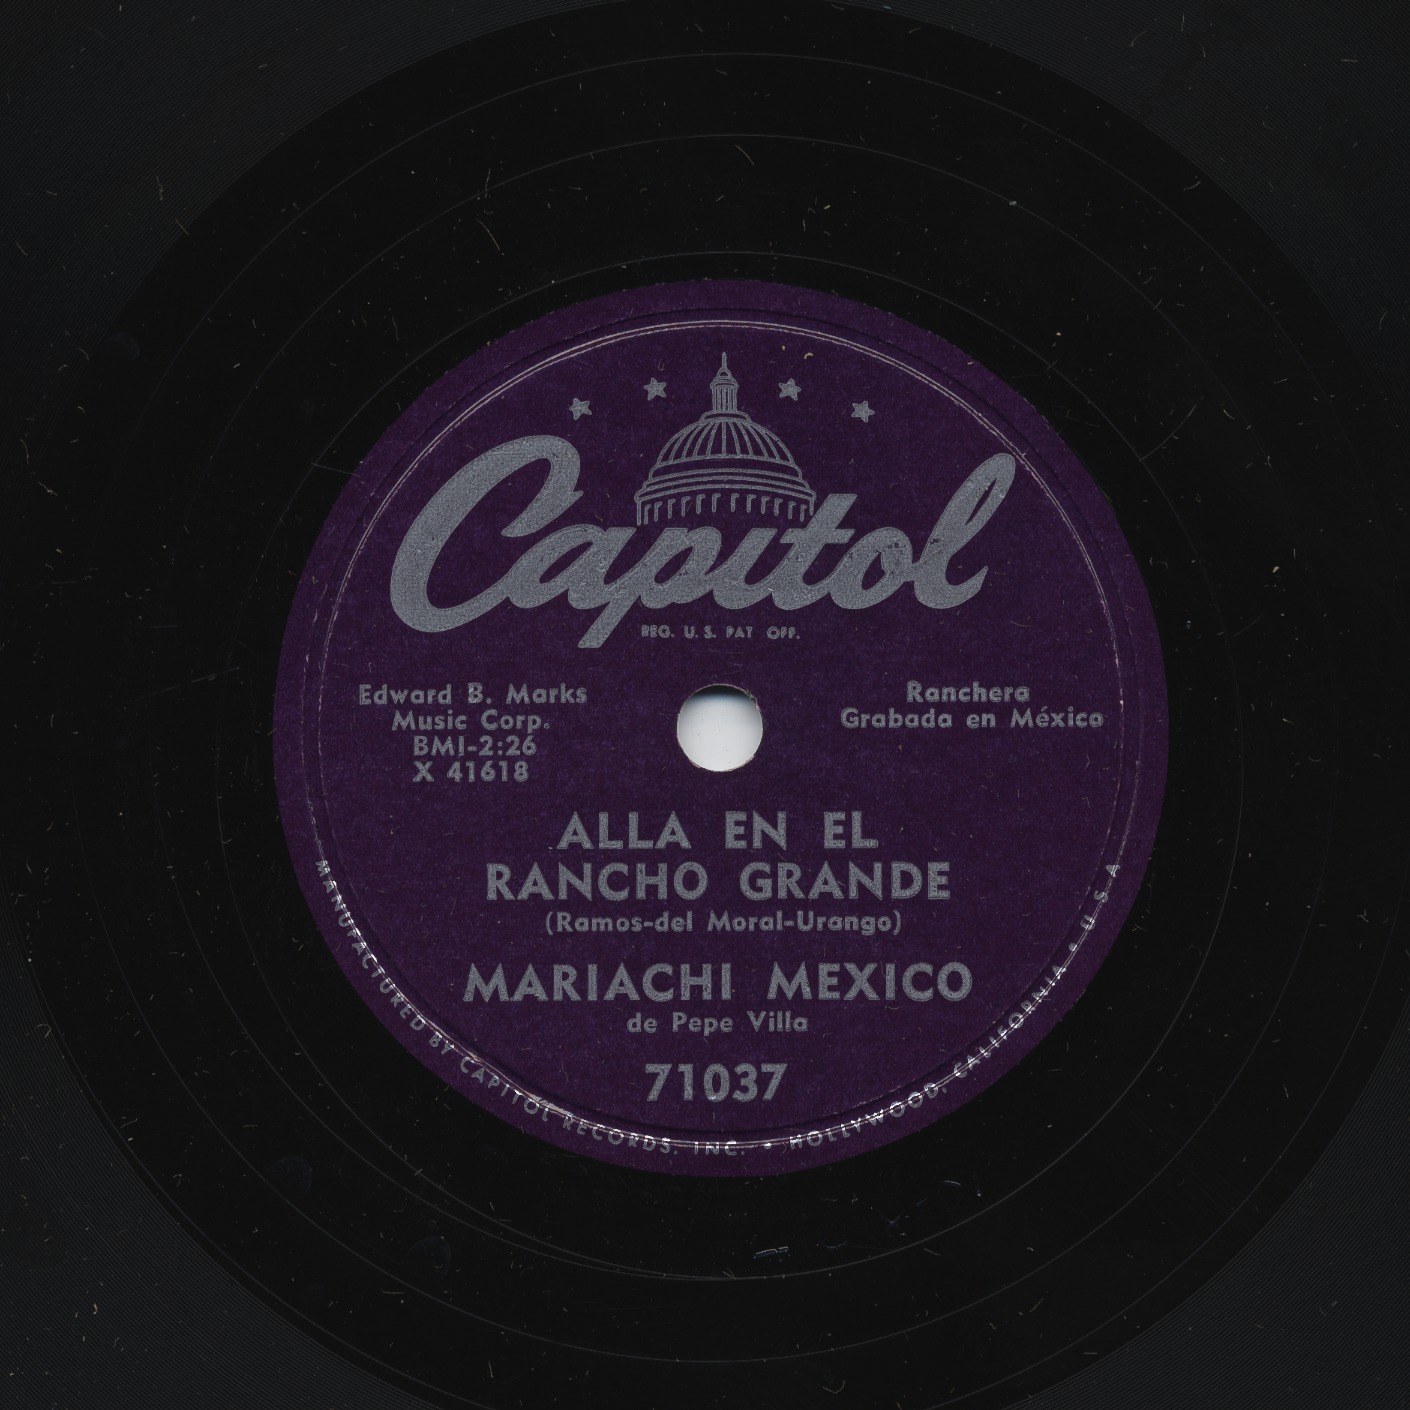 Capitol
REG. U.S. PAT OFF.
Edward B. Marks
Music Corp.
BMI-2:26
X 41618
Ranchera
Grabada en México
ALLA EN EL
RANCHO GRANDE
(Ramos-del Moral-Urango)
MARIACHI MEXICO
de Pepe Villa
71037
MANUFACTURED BY CAPITOL RECORDS, INC. • HOLLYWOOD, CALIFORNIA • U.S.A